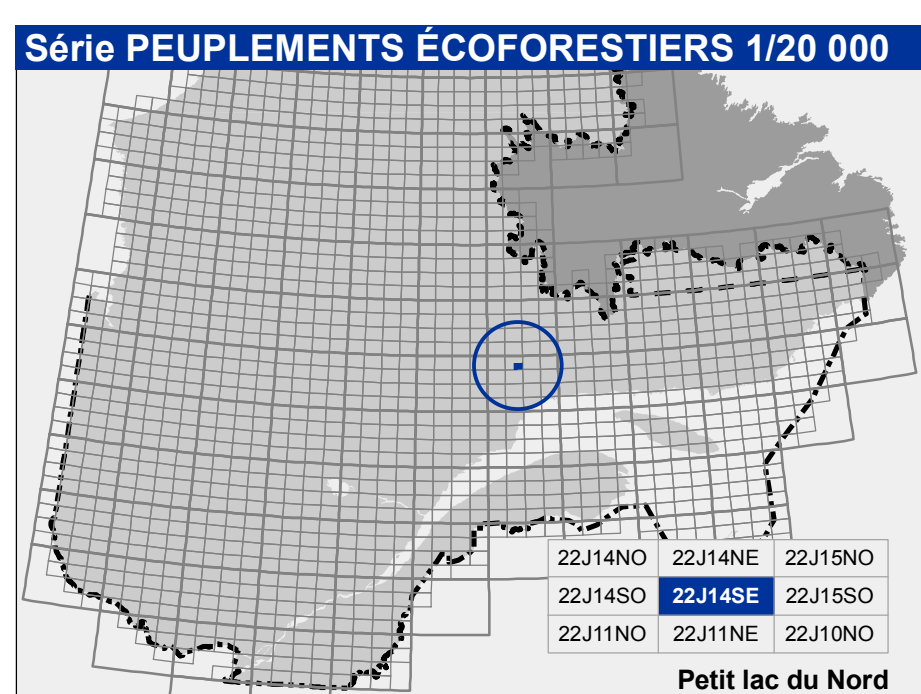 Série PEUPLEMENTS ÉCOFORESTIERS 1/20 000
22J14NO 22J14NE 22J15NO
22J14SO 22J14SE 22J15SO
22J11NO 22J11NE 22J10NO
Petit lac du Nord